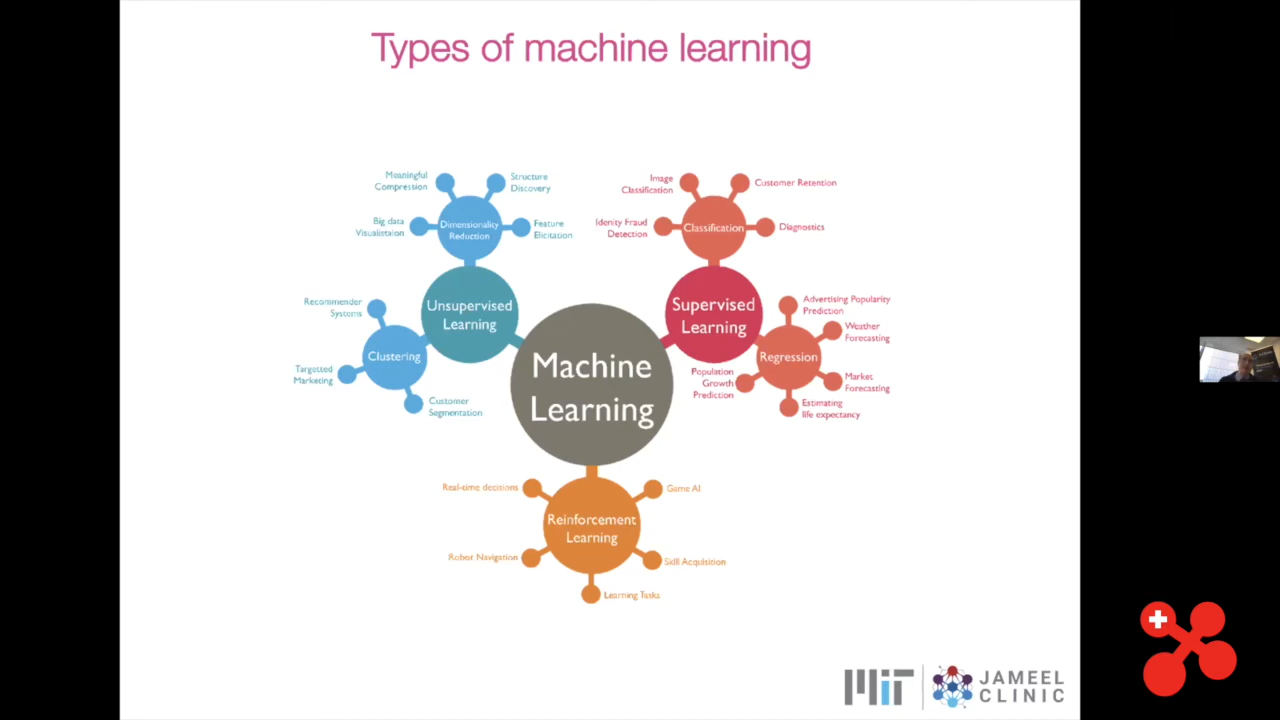 Types of machine learning
Meaningful
Compression
Structure
Discovery
Big data
Visualistaion
Dimensionality
Reduction
Feature
Elicitation
Image
Classification
Customer Retention
Idenity Fraud
Detection
Classification
Diagnostics
Recommender
Systems
Unsupervised
Learning
Clustering
Targetted
Marketing
Customer
Segmentation
Machine
Learning
Supervised
Learning
Advertising Popularity
Prediction
Weather
Forecasting
Regression
Population
Growth
Prediction
Market
Forecasting
Estimating
life expectancy
Real-time decisions
Game AI
Reinforcement
Learning
Robot Navigation
Skill Acquisition
Learning Tasks
MIT
JAMEEL
CLINIC